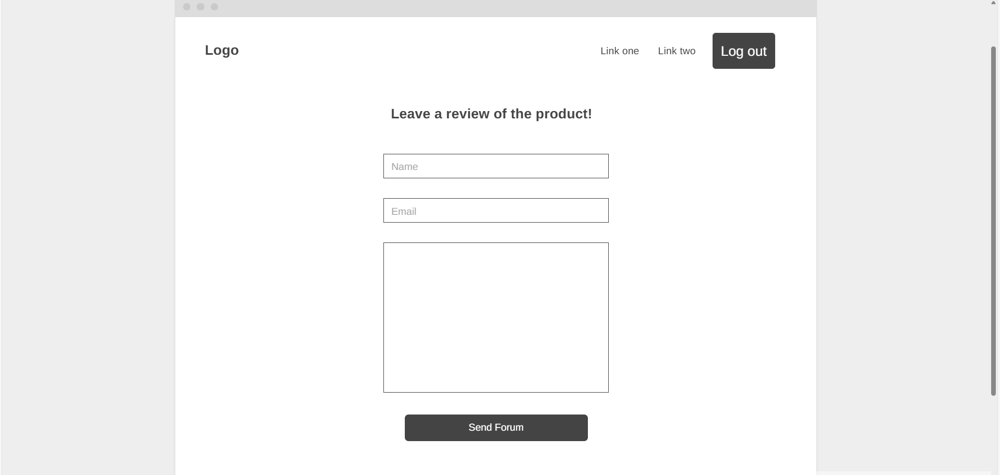 Logo
Link one
Link two
Log out
Leave a review of the product!
Name
Email
Send Forum